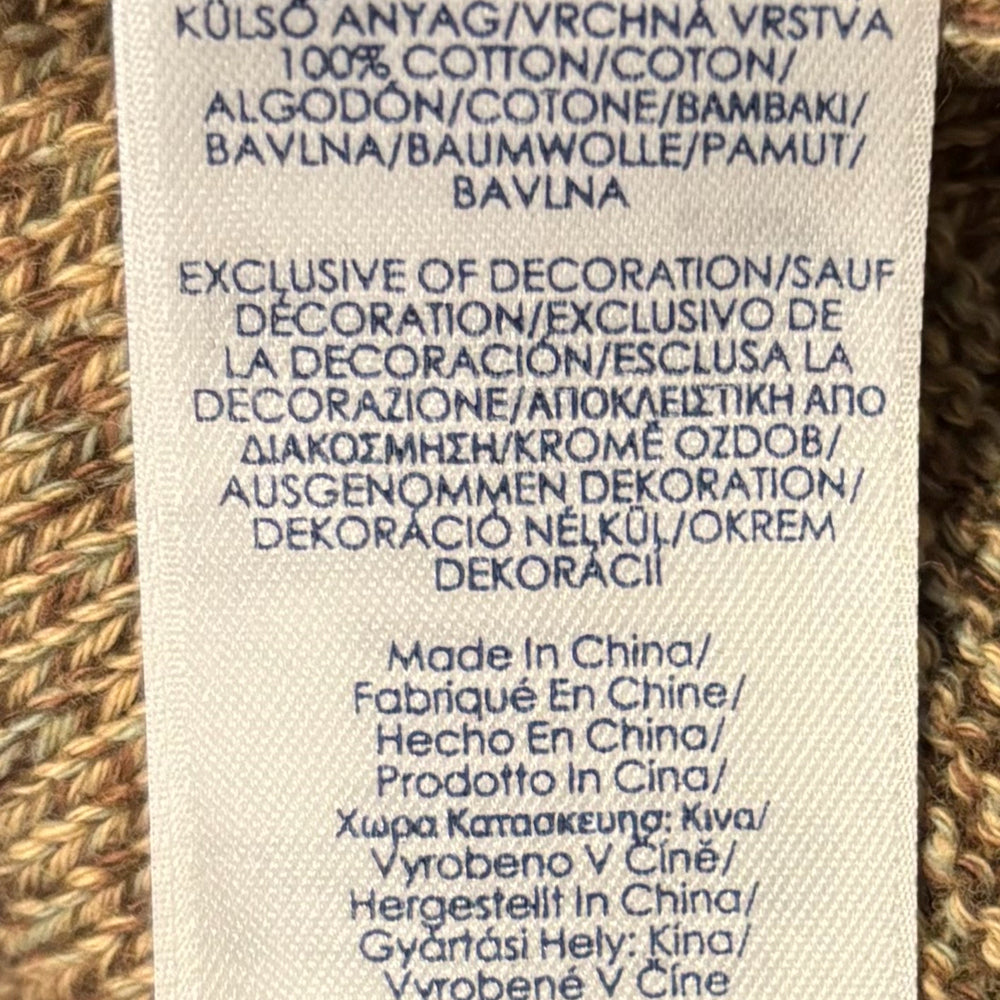 KÜLSŐ ANYAG/VRCHNÁ VRSTVA
100% COTTON/COTON/
ALGODÓN/COTONE/BAMBAKI/
BAVLNA/BAUMWOLLE/PAMUT/
BAVLNA
EXCLUSIVE OF DECORATION/SAUF
DÉCORATION/EXCLUSIVO DE
LA DECORACIÓN/ESCLUSA LA
DECORAZIONE/ΑΠΟΚΛΕΙΣΤΙΚΗ ΑΠΟ
ΔΙΑΚΟΣΜΗΣΗ/KROMĚ OZDOB/
AUSGENOMMEN DEKORATION/
DEKORÁCIÓ NÉLKÜL/OKREM
DEKORÁCIÍ
Made In China/
Fabriqué En Chine/
Hecho En China/
Prodotto In Cina/
Χωρα Κατασκευης: Κινα/
Vyrobeno V Číně/
Hergestellt In China/
Gyártási Hely: Kína/
Vyrobené V Číne